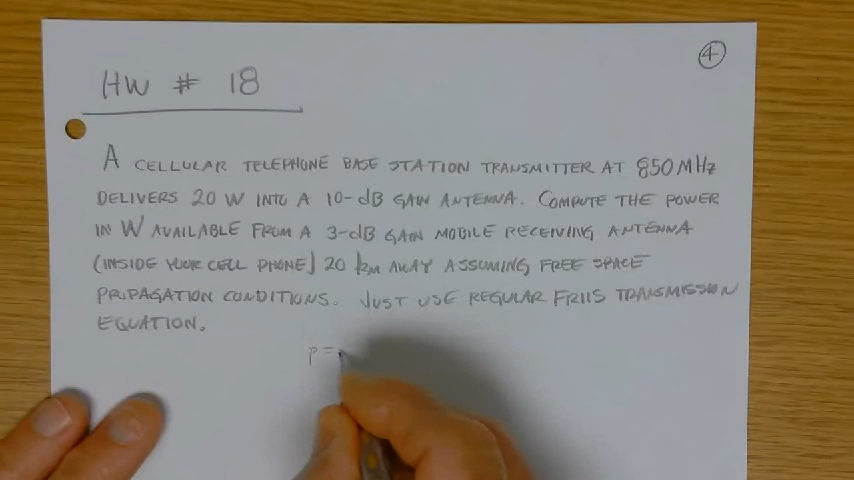 ④
HW # 18
A CELLULAR TELEPHONE BASE STATION TRANSMITTER AT 850 MHz
DELIVERS 20 W INTO A 10-dB GAIN ANTENNA. COMPUTE THE POWER
IN W AVAILABLE FROM A 3-dB GAIN MOBILE RECEIVING ANTENNA
(INSIDE YOUR CELL PHONE) 20 km AWAY ASSUMING FREE SPACE
PROPAGATION CONDITIONS. JUST USE REGULAR FRIIS TRANSMISSION
EQUATION.
P =